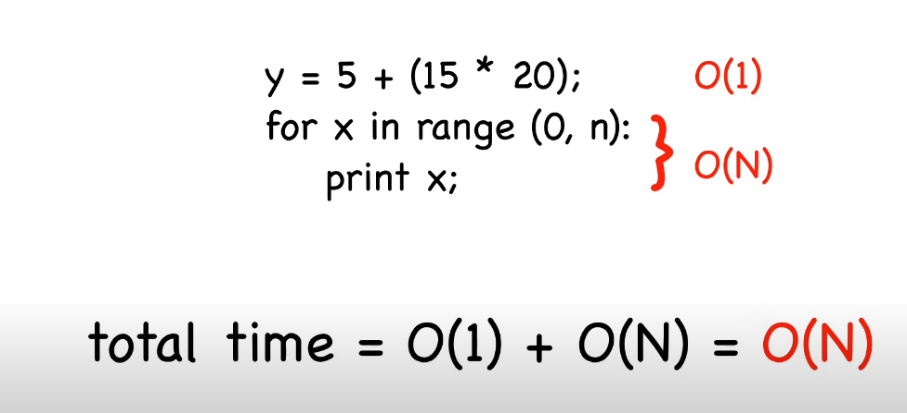 y = 5 + (15 * 20); O(1)
for x in range (0, n):
print x; } O(N)
total time = O(1) + O(N) = O(N)